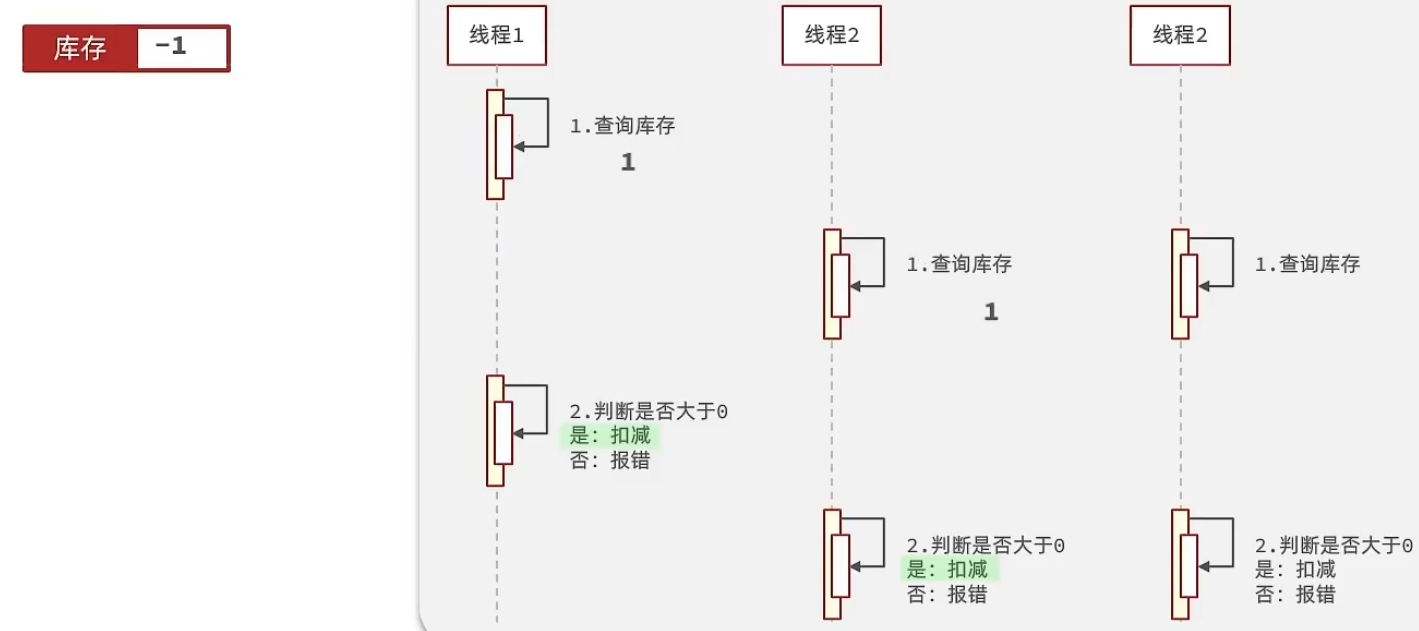 库存 -1
线程1
线程2
线程2
1.查询库存
1
1.查询库存
1
1.查询库存
2.判断是否大于0
是: 扣减
否: 报错
2.判断是否大于0
是: 扣减
否: 报错
2.判断是否大于0
是: 扣减
否: 报错